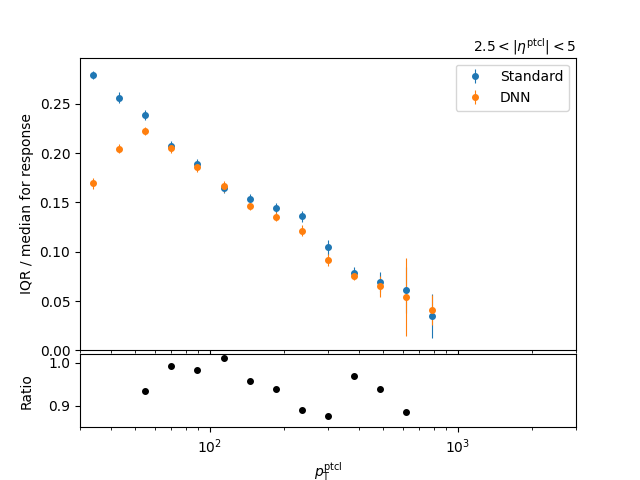 2.5 < |η^ptcl| < 5
Standard
DNN
IQR / median for response
0.25
0.20
0.15
0.10
0.05
0.00
Ratio
1.0
0.9
10^2
10^3
p_T^ptcl